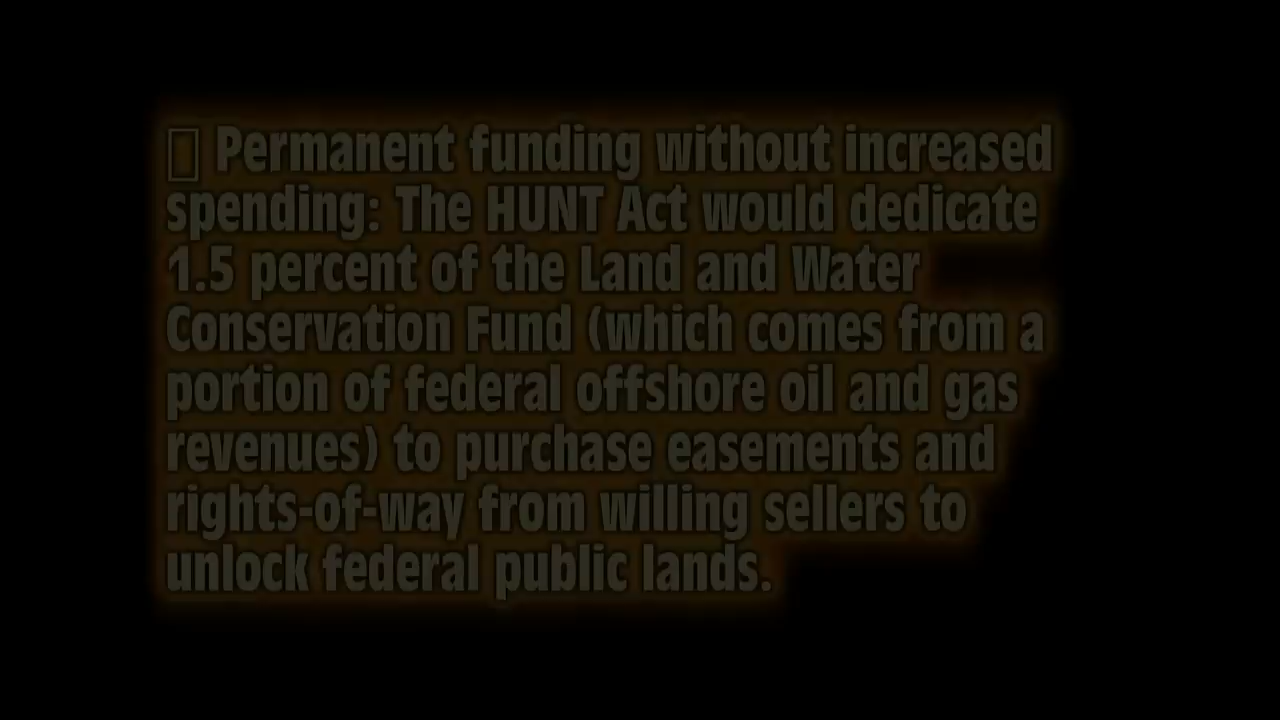 Permanent funding without increased
spending: The HUNT Act would dedicate
1.5 percent of the Land and Water
Conservation Fund (which comes from a
portion of federal offshore oil and gas
revenues) to purchase easements and
rights-of-way from willing sellers to
unlock federal public lands.